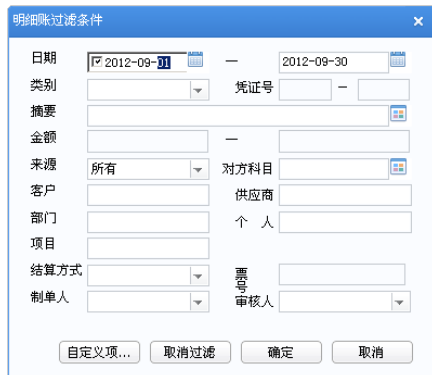 明细账过滤条件 ×
日期 2012-09-01 — 2012-09-30
类别 凭证号 -
摘要
金额 —
来源 所有 对方科目
客户 供应商
部门 个 人
项目
结算方式 票号
制单人 审核人
自定义项... 取消过滤 确定 取消